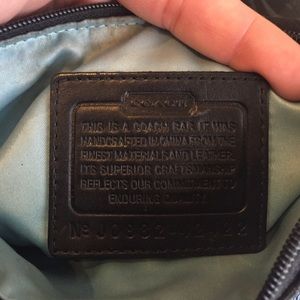 COACH
THIS IS A COACH BAG. IT WAS
HANDCRAFTED IN CHINA FROM THE
FINEST MATERIALS AND LEATHER.
ITS SUPERIOR CRAFTSMANSHIP
REFLECTS OUR COMMITMENT TO
ENDURING QUALITY.
Nº